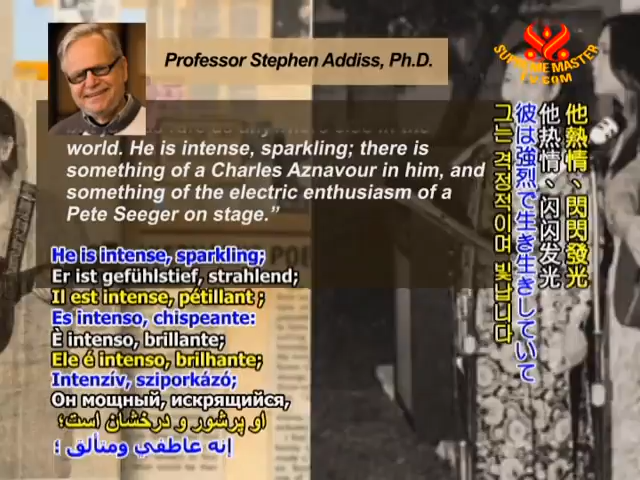 Professor Stephen Addiss, Ph.D.
SUPREME MASTER
TV.COM
world. He is intense, sparkling; there is
something of a Charles Aznavour in him, and
something of the electric enthusiasm of a
Pete Seeger on stage.”
He is intense, sparkling;
Er ist gefühlstief, strahlend;
Il est intense, pétillant ;
Es intenso, chispeante:
È intenso, brillante;
Ele é intenso, brilhante;
Intenzív, sziporkázó;
Он мощный, искрящийся,
او پرشور و درخشان است؛
إنه عاطفي ومتألق ؛
他熱情、閃閃發光
他热情、闪闪发光
彼は強烈で生き生きしていて
그는 격정적이며 빛납니다